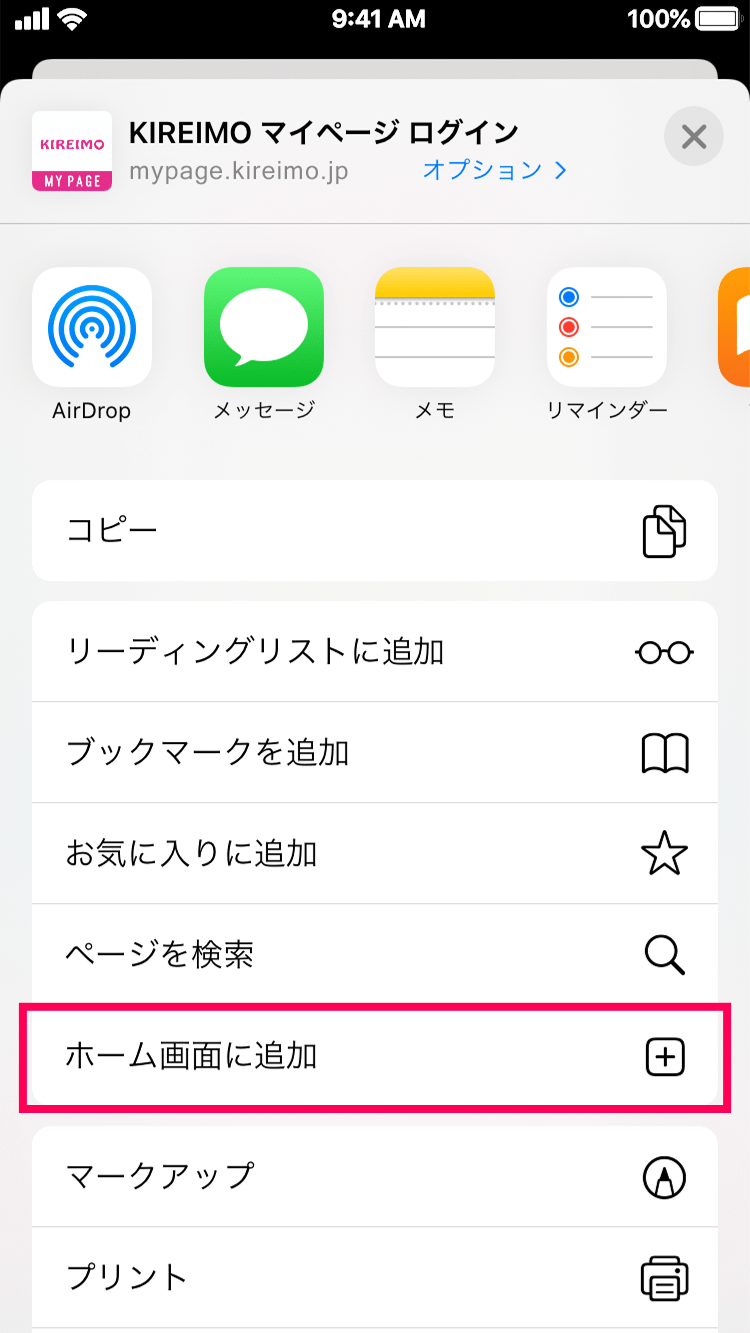 9:41 AM
100%
KIREIMO
MY PAGE
KIREIMO マイページ ログイン
mypage.kireimo.jp
オプション
AirDrop
メッセージ
メモ
リマインダー
コピー
リーディングリストに追加
ブックマークを追加
お気に入りに追加
ページを検索
ホーム画面に追加
マークアップ
プリント